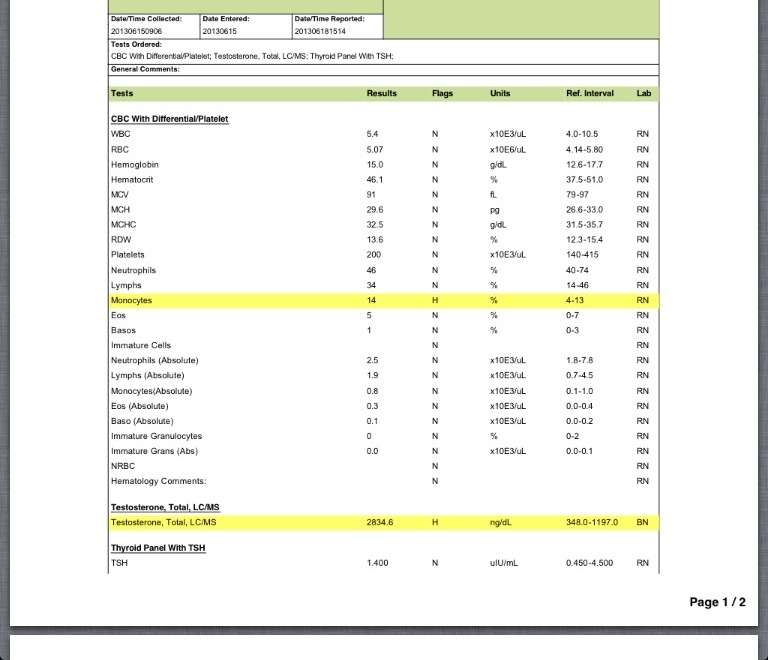 Date/Time Collected: Date Entered: Date/Time Reported:
201306150906 20130615 201306181514
Tests Ordered:
CBC With Differential/Platelet; Testosterone, Total, LC/MS; Thyroid Panel With TSH;
General Comments:
Tests Results Flags Units Ref. Interval Lab
CBC With Differential/Platelet
WBC 5.4 N x10E3/uL 4.0-10.5 RN
RBC 5.07 N x10E6/uL 4.14-5.80 RN
Hemoglobin 15.0 N g/dL 12.6-17.7 RN
Hematocrit 46.1 N % 37.5-51.0 RN
MCV 91 N fL 79-97 RN
MCH 29.6 N pg 26.6-33.0 RN
MCHC 32.5 N g/dL 31.5-35.7 RN
RDW 13.6 N % 12.3-15.4 RN
Platelets 200 N x10E3/uL 140-415 RN
Neutrophils 46 N % 40-74 RN
Lymphs 34 N % 14-46 RN
Monocytes 14 H % 4-13 RN
Eos 5 N % 0-7 RN
Basos 1 N % 0-3 RN
Immature Cells N RN
Neutrophils (Absolute) 2.5 N x10E3/uL 1.8-7.8 RN
Lymphs (Absolute) 1.9 N x10E3/uL 0.7-4.5 RN
Monocytes(Absolute) 0.8 N x10E3/uL 0.1-1.0 RN
Eos (Absolute) 0.3 N x10E3/uL 0.0-0.4 RN
Baso (Absolute) 0.1 N x10E3/uL 0.0-0.2 RN
Immature Granulocytes 0 N % 0-2 RN
Immature Grans (Abs) 0.0 N x10E3/uL 0.0-0.1 RN
NRBC N RN
Hematology Comments: N RN
Testosterone, Total, LC/MS
Testosterone, Total, LC/MS 2834.6 H ng/dL 348.0-1197.0 BN
Thyroid Panel With TSH
TSH 1.400 N uIU/mL 0.450-4.500 RN
Page 1 / 2